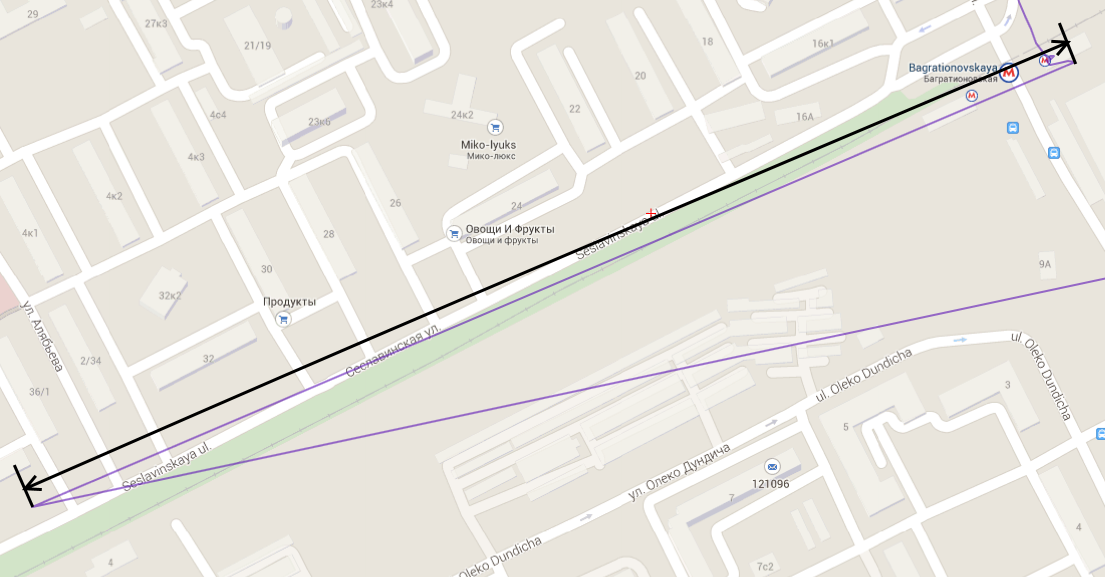 29
27к3
23к4
21/19
18
16к1
Bagrationovskaya
Багратионовская
20
4с4
24к2
22
23к6
16А
Miko-lyuks
Мико-люкс
4к3
4к2
26
24
Овощи И Фрукты
Овощи и фрукты
Seslavinskaya ul.
4к1
28
30
9А
32к2
Продукты
ул. Алябьева
Сеславинская ул.
2/34
32
ul. Oleko Dundicha
ul. Oleko Dundicha
36/1
3
5
Seslavinskaya ul.
ул. Олеко Дундича
121096
7
4
Oleko Dundicha
4
7с2